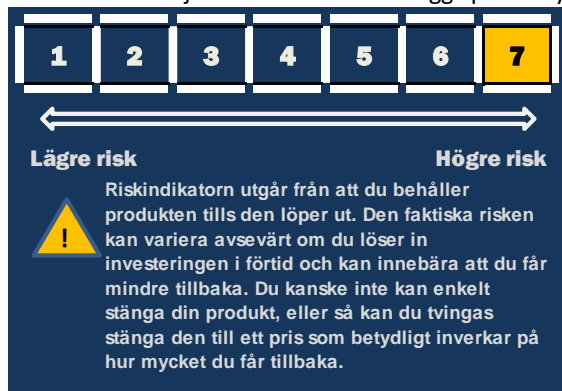 1 2 3 4 5 6 7
Lägre risk Högre risk
Riskindikatorn utgår från att du behåller
produkten tills den löper ut. Den faktiska risken
! kan variera avsevärt om du löser in
investeringen i förtid och kan innebära att du får
mindre tillbaka. Du kanske inte kan enkelt
stänga din produkt, eller så kan du tvingas
stänga den till ett pris som betydligt inverkar på
hur mycket du får tillbaka.